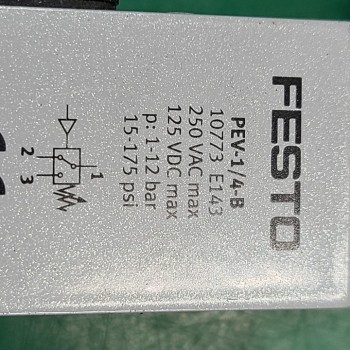 FESTO
PEV-1/4-B
10773 E143
250 VAC max
125 VDC max
p: 1-12 bar
15-175 psi
1
2
3